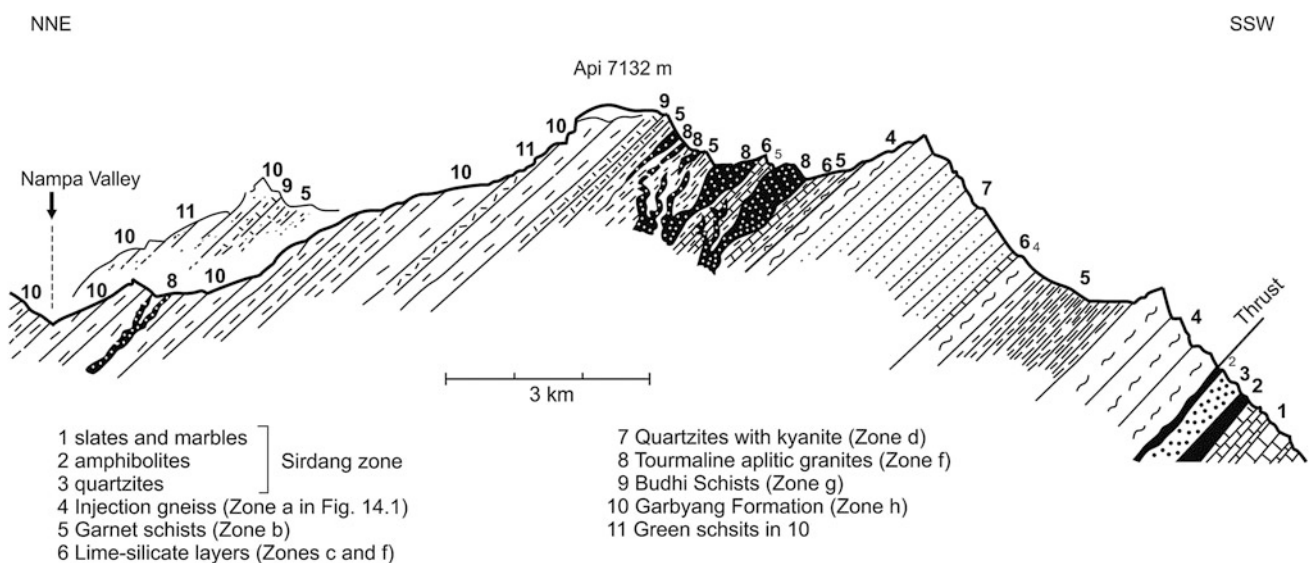 NNE
SSW
Api 7132 m
9
5
10
8
8
5
8
6
5
8
6
5
4
11
10
10
9
5
11
10
Nampa Valley
7
6
4
5
4
Thrust
10
10
8
10
2
3
2
1
3 km
1 slates and marbles
2 amphibolites
3 quartzites
Sirdang zone
4 Injection gneiss (Zone a in Fig. 14.1)
5 Garnet schists (Zone b)
6 Lime-silicate layers (Zones c and f)
7 Quartzites with kyanite (Zone d)
8 Tourmaline aplitic granites (Zone f)
9 Budhi Schists (Zone g)
10 Garbyang Formation (Zone h)
11 Green schsits in 10